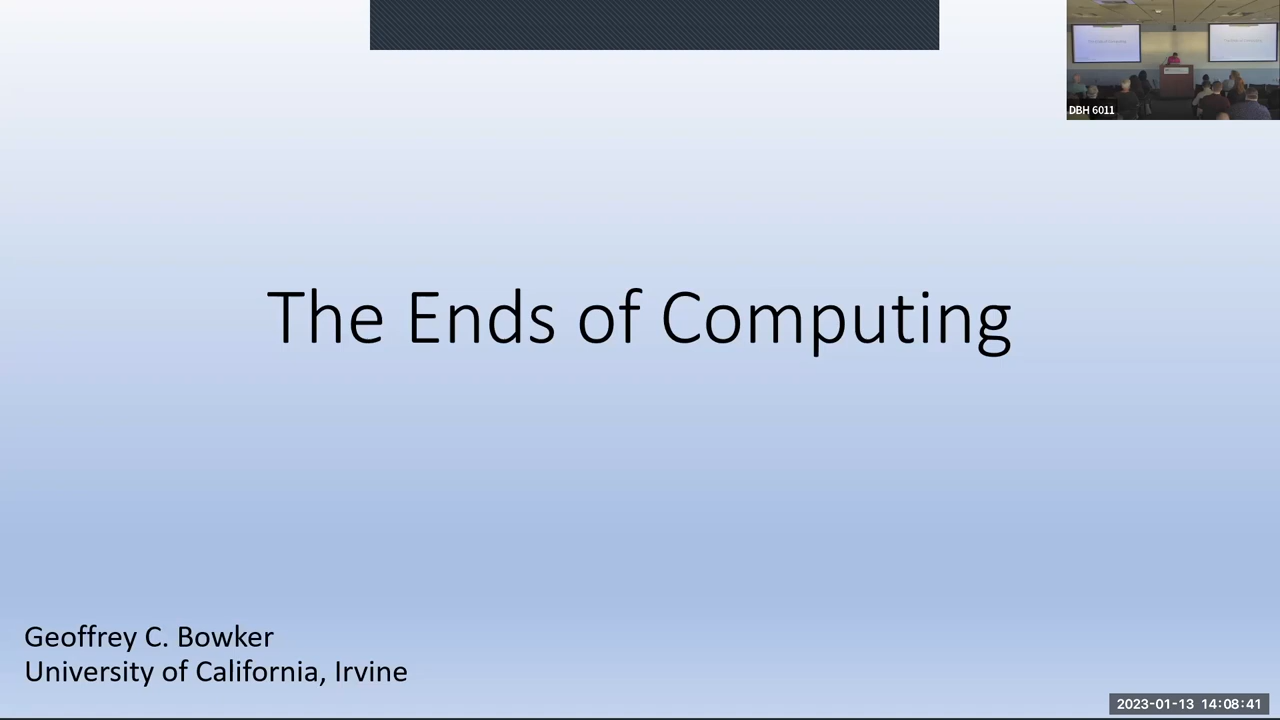 DBH 6011
The Ends of Computing
Geoffrey C. Bowker
University of California, Irvine
2023-01-13 14:08:41